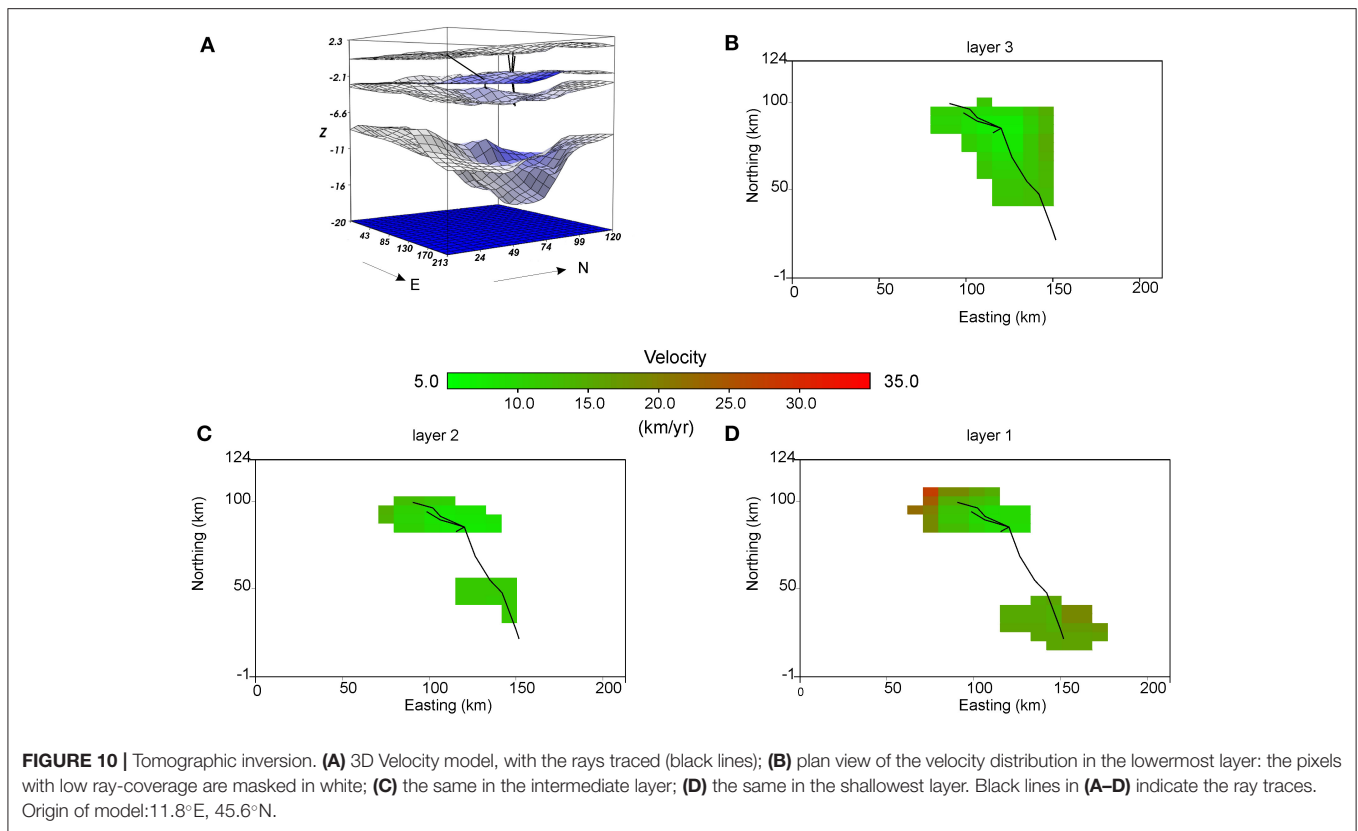 A
2.3
-2.1
-6.6
Z
-11
-16
-20
43
85
130
170
213
24
49
74
99
120
E
N
B
layer 3
124
100
50
-1
Northing (km)
0
50
100
150
200
Easting (km)
Velocity
5.0
35.0
10.0
15.0
20.0
25.0
30.0
(km/yr)
C
layer 2
124
100
50
-1
Northing (km)
0
50
100
150
200
Easting (km)
D
layer 1
124
100
50
-1
Northing (km)
0
50
100
150
200
Easting (km)
FIGURE 10 | Tomographic inversion. (A) 3D Velocity model, with the rays traced (black lines); (B) plan view of the velocity distribution in the lowermost layer: the pixels
with low ray-coverage are masked in white; (C) the same in the intermediate layer; (D) the same in the shallowest layer. Black lines in (A–D) indicate the ray traces.
Origin of model:11.8°E, 45.6°N.